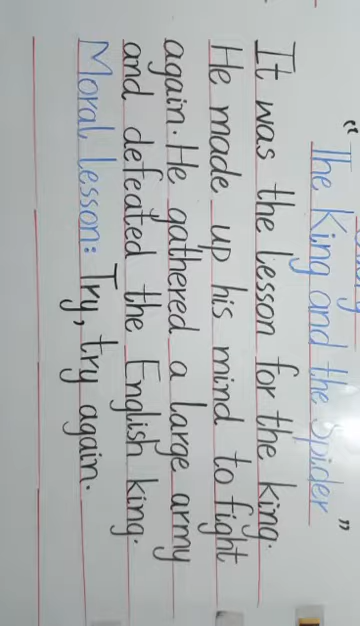 "The King and the Spider"
It was the lesson for the king.
He made up his mind to fight
again. He gathered a large army
and defeated the English king.
Moral lesson: Try, try again.